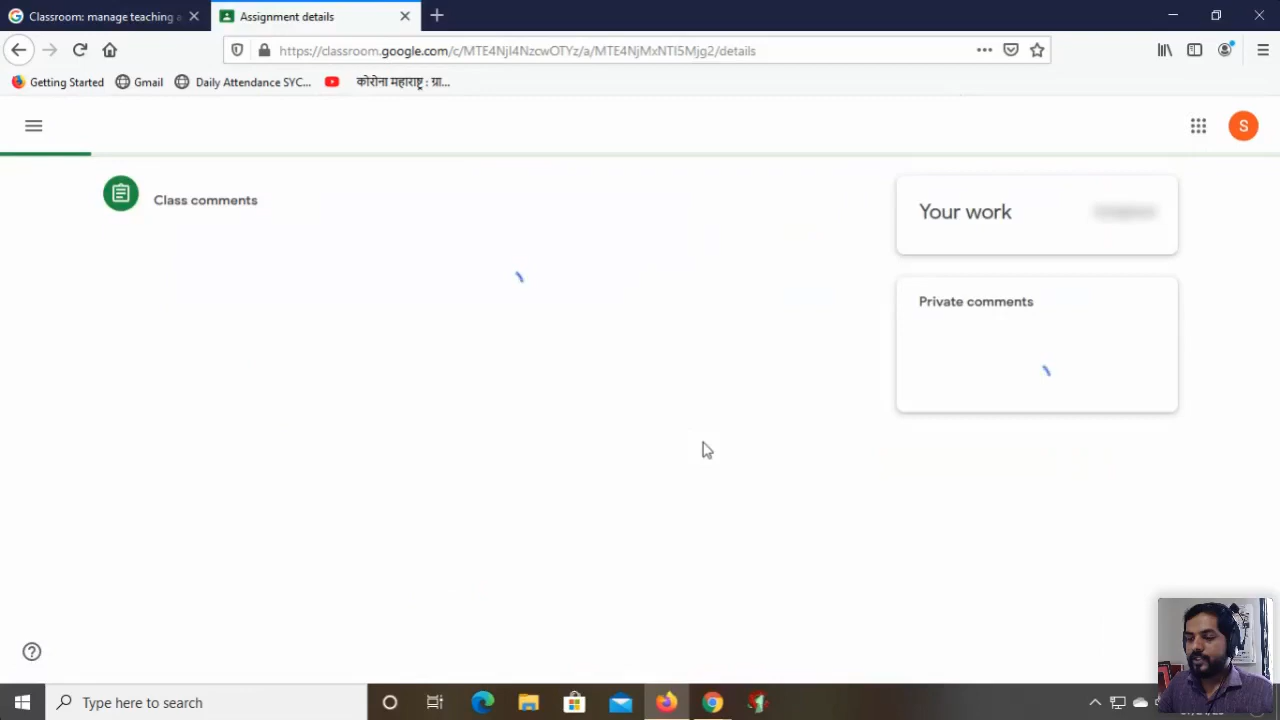 Classroom: manage teaching a
Assignment details
https://classroom.google.com/c/MTE4NjI4NzcwOTYz/a/MTE4NjMxNTI5Mjg2/details
Getting Started
Gmail
Daily Attendance SYC...
कोरोना महाराष्ट्र : ग्रा...
S
Class comments
Your work
Private comments
Type here to search